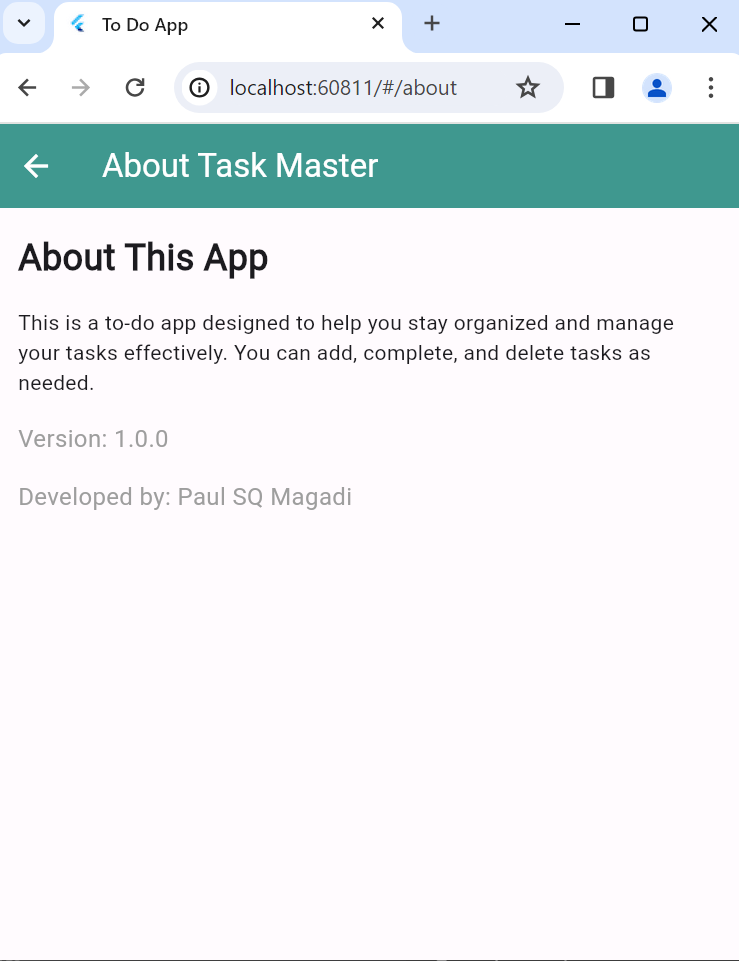 To Do App
localhost:60811/#/about
About Task Master
About This App
This is a to-do app designed to help you stay organized and manage
your tasks effectively. You can add, complete, and delete tasks as
needed.
Version: 1.0.0
Developed by: Paul SQ Magadi